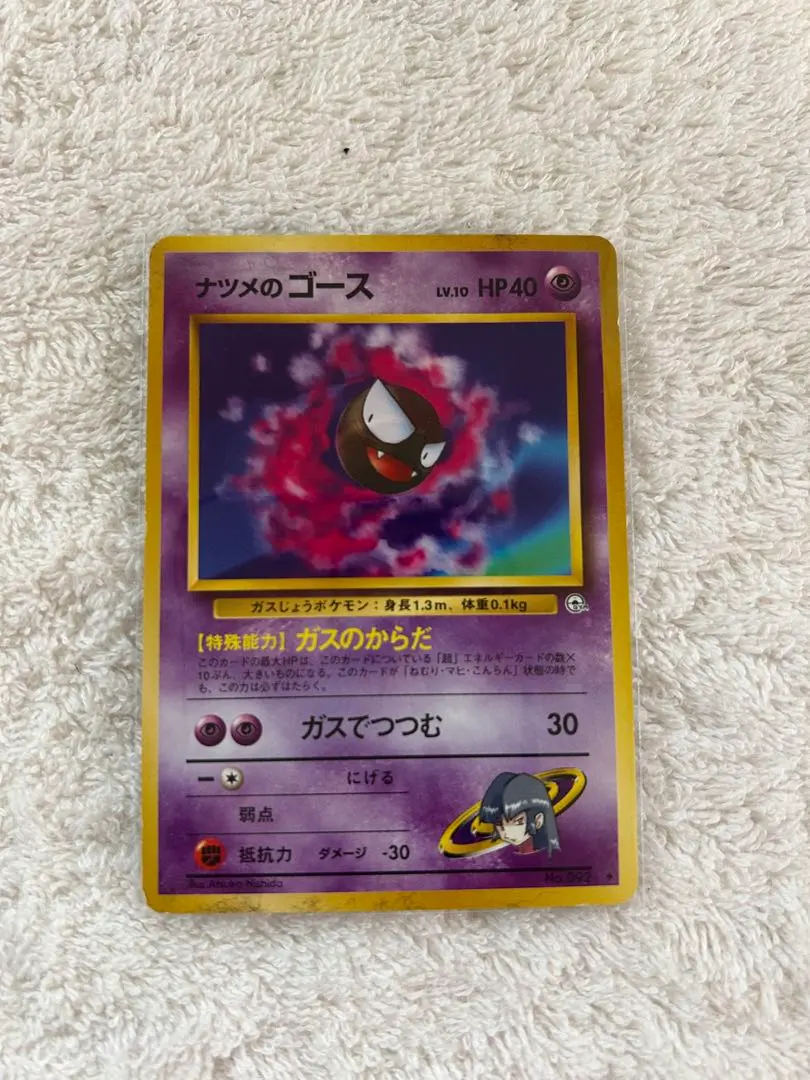 ナツメの ゴース LV.10 HP40
ガスじょうポケモン：身長1.3m、体重0.1kg
【特殊能力】ガスのからだ
このカードの最大HPは、このカードについている「超」エネルギーカードの数×
10ぶん、大きいものになる。このカードが「ねむり・マヒ・こんらん」状態の時で
も、この力は必ずはたらく。
ガスでつつむ 30
にげる
弱点
抵抗力 ダメージ -30
Illus. Atsuko Nishida No.092